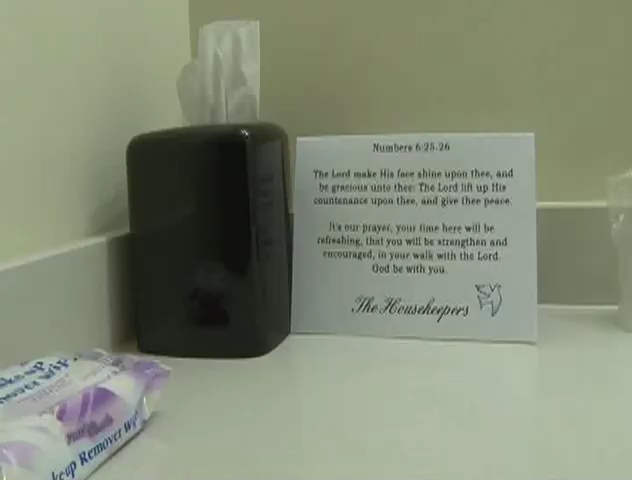 Numbers 6:25.26
The Lord make His face shine upon thee, and
be gracious unto thee: The Lord lift up His
countenance upon thee, and give thee peace.
It's our prayer, your time here will be
refreshing, that you will be strengthen and
encouraged, in your walk with the Lord.
God be with you.
The Housekeepers
Remover